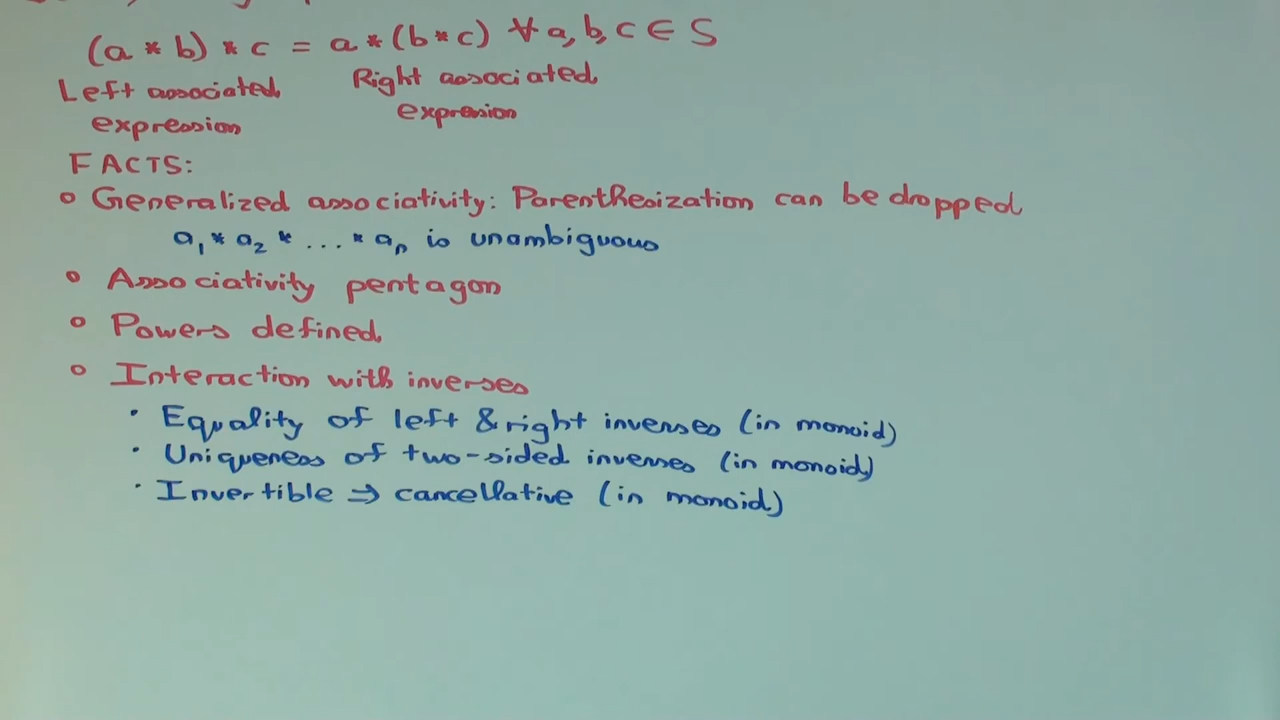 (a * b) * c = a * (b * c) ∀ a, b, c ∈ S
Left associated expression
Right associated expression
FACTS:
° Generalized associativity: Parenthesization can be dropped
a₁ * a₂ * ... * aₙ is unambiguous
° Associativity pentagon
° Powers defined
° Interaction with inverses
· Equality of left & right inverses (in monoid)
· Uniqueness of two-sided inverses (in monoid)
· Invertible ⇒ cancellative (in monoid)